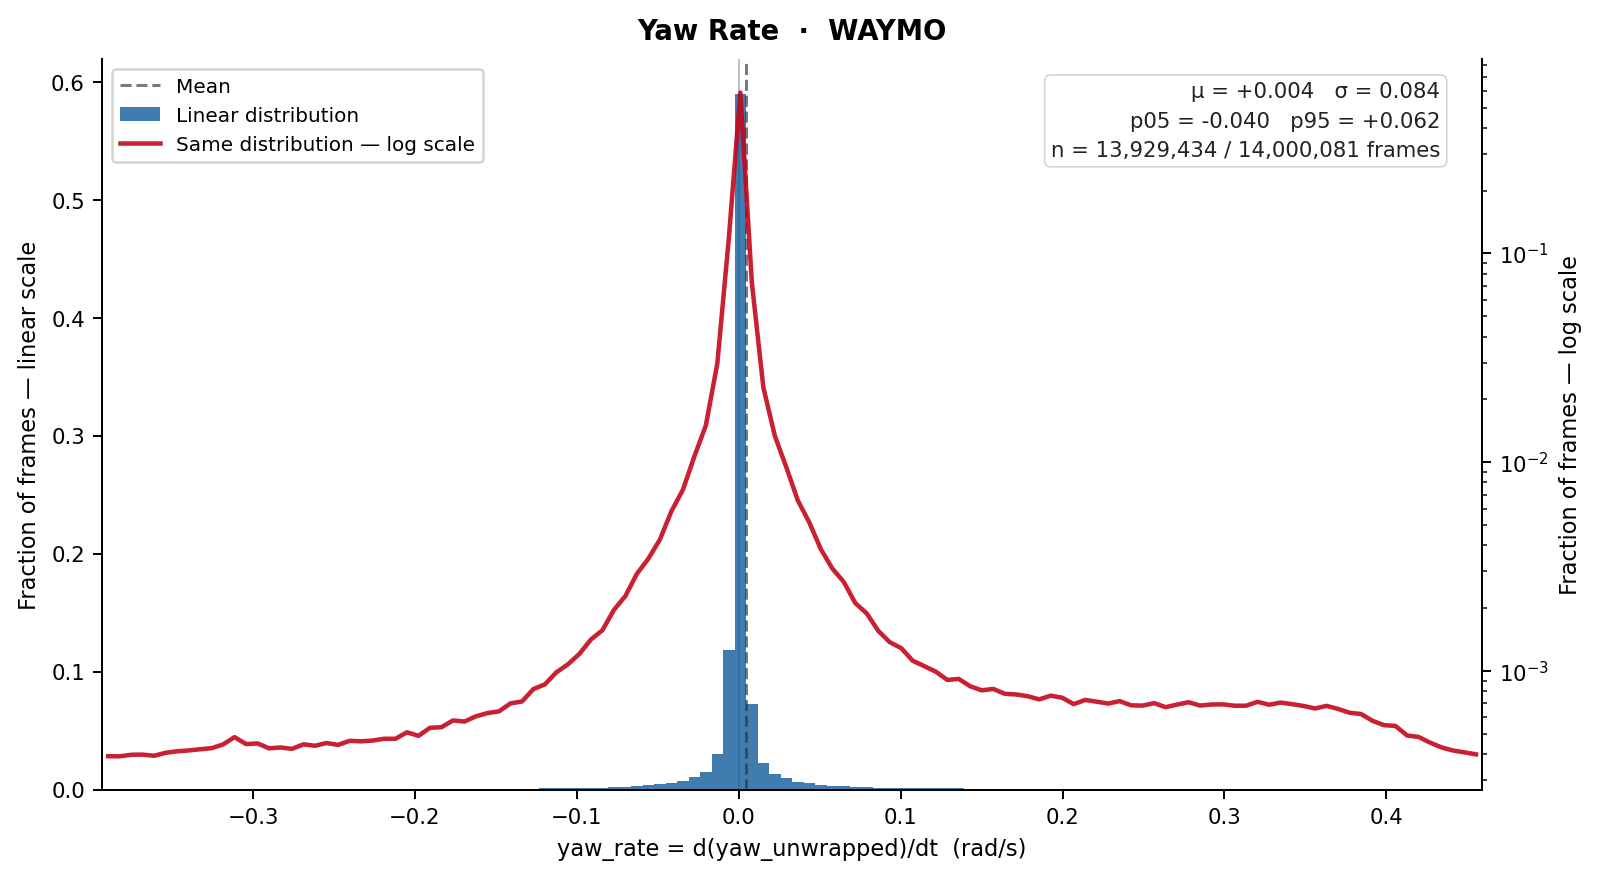 Yaw Rate · WAYMO
Mean
Linear distribution
Same distribution — log scale
μ = +0.004 σ = 0.084
p05 = -0.040 p95 = +0.062
n = 13,929,434 / 14,000,081 frames
Fraction of frames — linear scale
0.6
0.5
0.4
0.3
0.2
0.1
0.0
10⁻¹
10⁻²
10⁻³
Fraction of frames — log scale
−0.3 −0.2 −0.1 0.0 0.1 0.2 0.3 0.4
yaw_rate = d(yaw_unwrapped)/dt (rad/s)